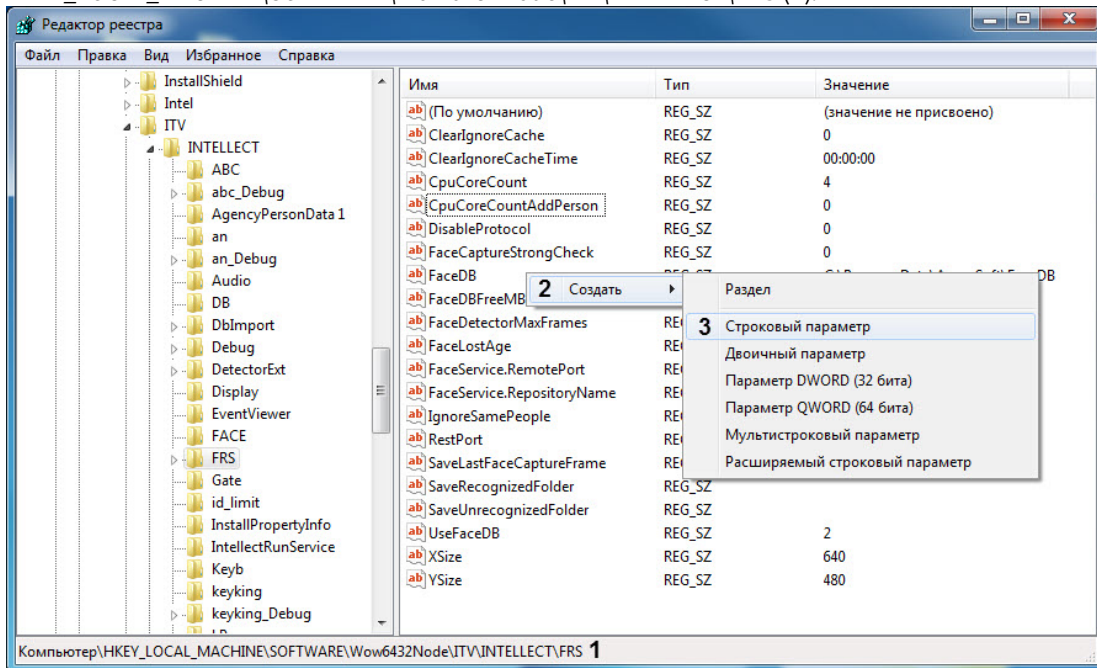 Редактор реестра
Файл Правка Вид Избранное Справка
InstallShield
Intel
ITV
INTELLECT
ABC
abc_Debug
AgencyPersonData 1
an
an_Debug
Audio
DB
DbImport
Debug
DetectorExt
Display
EventViewer
FACE
FRS
Gate
id_limit
InstallPropertyInfo
IntellectRunService
Keyb
keyking
keyking_Debug
Имя Тип Значение
(По умолчанию) REG_SZ (значение не присвоено)
ClearIgnoreCache REG_SZ 0
ClearIgnoreCacheTime REG_SZ 00:00:00
CpuCoreCount REG_SZ 4
CpuCoreCountAddPerson REG_SZ 0
DisableProtocol REG_SZ 0
FaceCaptureStrongCheck REG_SZ 0
FaceDB
FaceDBFreeMB
FaceDetectorMaxFrames
FaceLostAge
FaceService.RemotePort
FaceService.RepositoryName
IgnoreSamePeople
RestPort
SaveLastFaceCaptureFrame
SaveRecognizedFolder REG_SZ
SaveUnrecognizedFolder REG_SZ
UseFaceDB REG_SZ 2
XSize REG_SZ 640
YSize REG_SZ 480
2 Создать
Раздел
3 Строковый параметр
Двоичный параметр
Параметр DWORD (32 бита)
Параметр QWORD (64 бита)
Мультистроковый параметр
Расширяемый строковый параметр
Компьютер\HKEY_LOCAL_MACHINE\SOFTWARE\Wow6432Node\ITV\INTELLECT\FRS 1